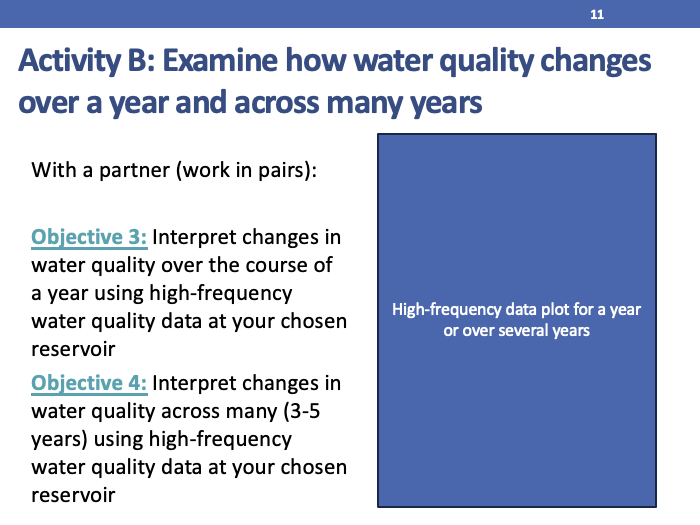 11
Activity B: Examine how water quality changes
over a year and across many years
With a partner (work in pairs):
Objective 3: Interpret changes in
water quality over the course of
a year using high-frequency
water quality data at your chosen
reservoir
Objective 4: Interpret changes in
water quality across many (3-5
years) using high-frequency
water quality data at your chosen
reservoir
High-frequency data plot for a year
or over several years